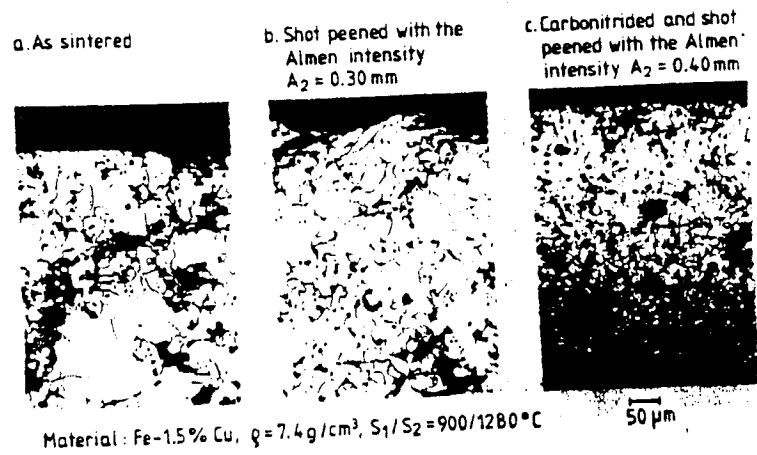 a. As sintered
b. Shot peened with the
Almen intensity
A₂ = 0.30 mm
c. Carbonitrided and shot
peened with the Almen
intensity A₂ = 0.40 mm
50 µm
Material : Fe-1.5% Cu, ϱ = 7.4 g/cm³, S₁/S₂ = 900/1280°C